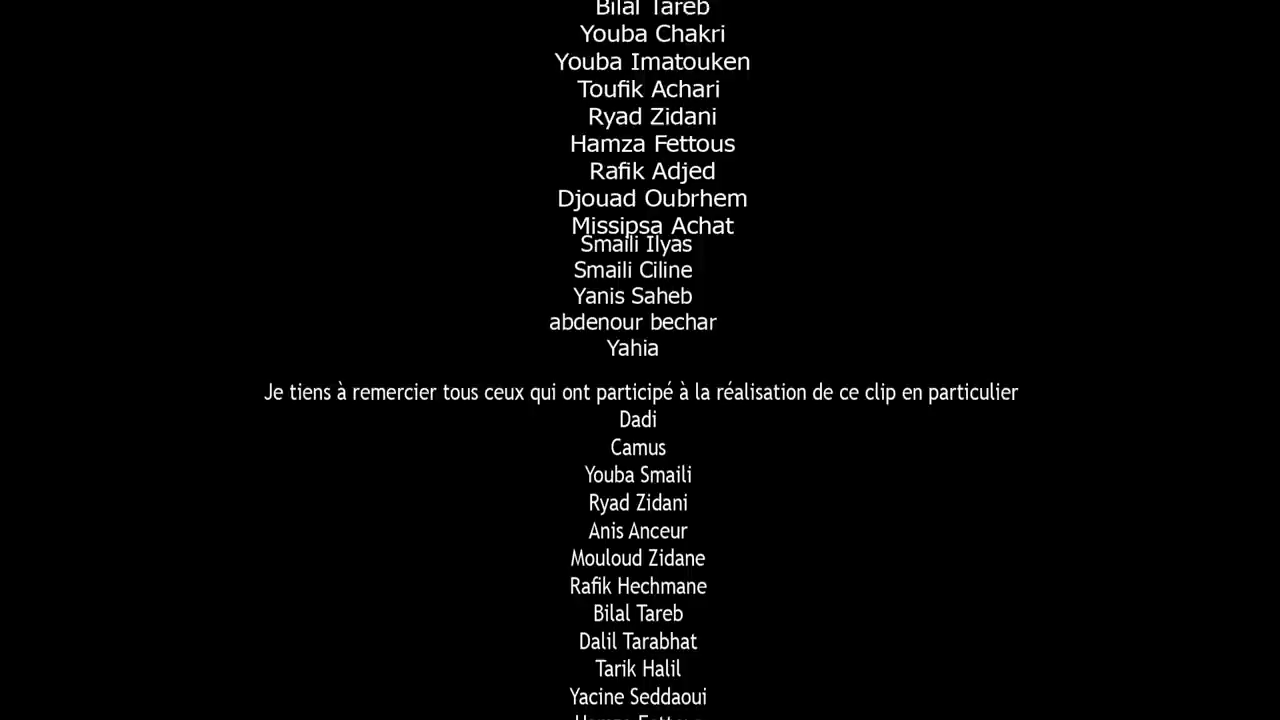 Bilal Tareb
Youba Chakri
Youba Imatouken
Toufik Achari
Ryad Zidani
Hamza Fettous
Rafik Adjed
Djouad Oubrhem
Missipsa Achat
Smaili Ilyas
Smaili Ciline
Yanis Saheb
abdenour bechar
Yahia
Je tiens à remercier tous ceux qui ont participé à la réalisation de ce clip en particulier
Dadi
Camus
Youba Smaili
Ryad Zidani
Anis Anceur
Mouloud Zidane
Rafik Hechmane
Bilal Tareb
Dalil Tarabhat
Tarik Halil
Yacine Seddaoui